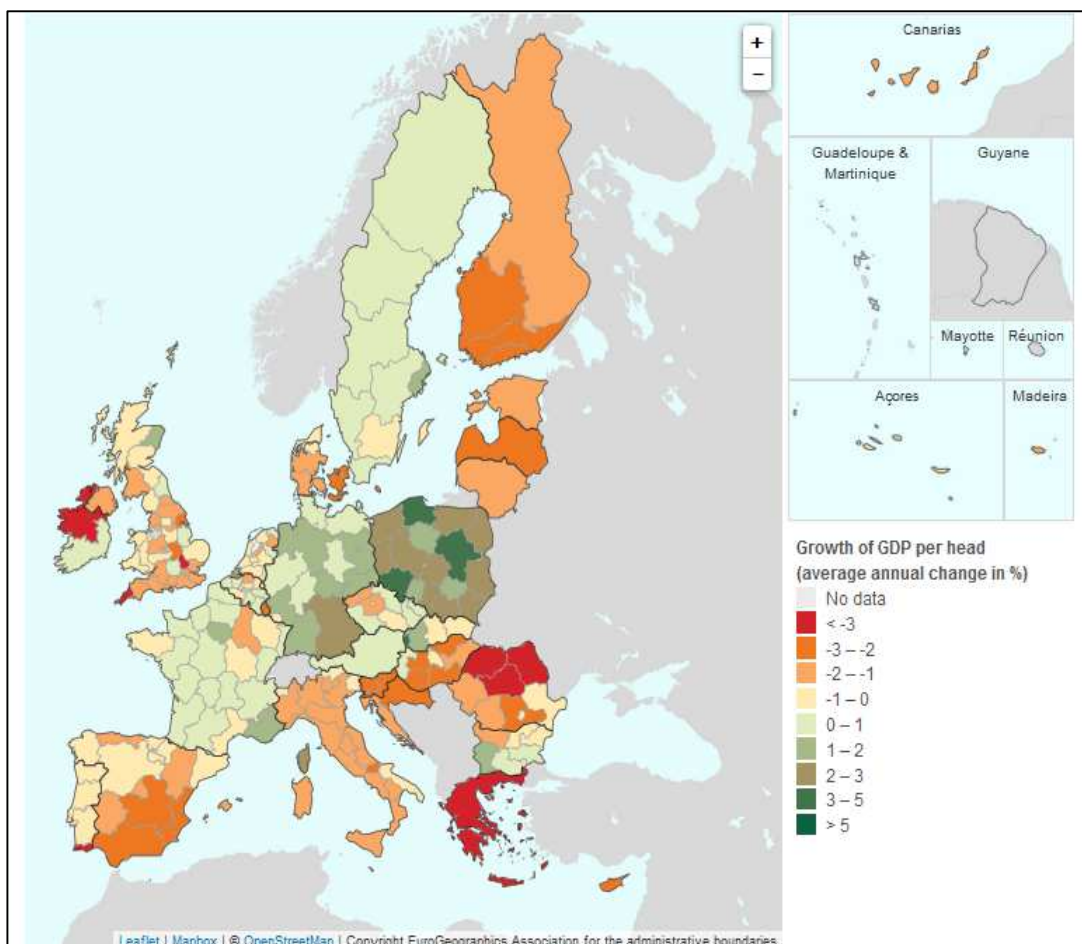 +
−
Canarias
Guadeloupe &
Martinique
Guyane
Mayotte
Réunion
Açores
Madeira
Growth of GDP per head
(average annual change in %)
No data
< -3
-3 – -2
-2 – -1
-1 – 0
0 – 1
1 – 2
2 – 3
3 – 5
> 5
Leaflet | Mapbox | © OpenStreetMap | Copyright EuroGeographics Association for the administrative boundaries